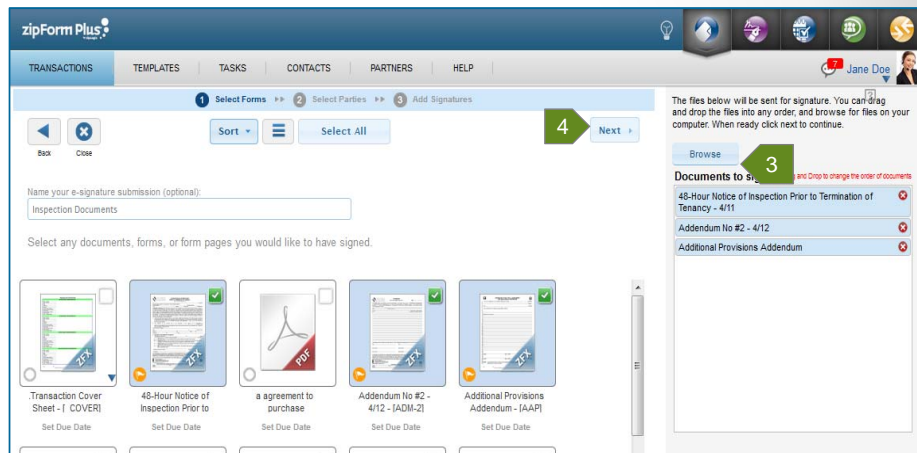 zipForm Plus
TRANSACTIONS TEMPLATES TASKS CONTACTS PARTNERS HELP
7 Jane Doe
1 Select Forms 2 Select Parties 3 Add Signatures
Back Close
Sort
Select All
4
Next
Name your e-signature submission (optional):
Inspection Documents
Select any documents, forms, or form pages you would like to have signed.
ZFX
ZFX
PDF
ZFX
ZFX
.Transaction Cover
Sheet - [ COVER]
Set Due Date
48-Hour Notice of
Inspection Prior to
Set Due Date
a agreement to
purchase
Set Due Date
Addendum No #2 -
4/12 - [ADM-2]
Set Due Date
Additional Provisions
Addendum - [AAP]
Set Due Date
The files below will be sent for signature. You can drag
and drop the files into any order, and browse for files on your
computer. When ready click next to continue.
?
Browse
3
Documents to and Drop to change the order of documents
48-Hour Notice of Inspection Prior to Termination of
Tenancy - 4/11
Addendum No #2 - 4/12
Additional Provisions Addendum